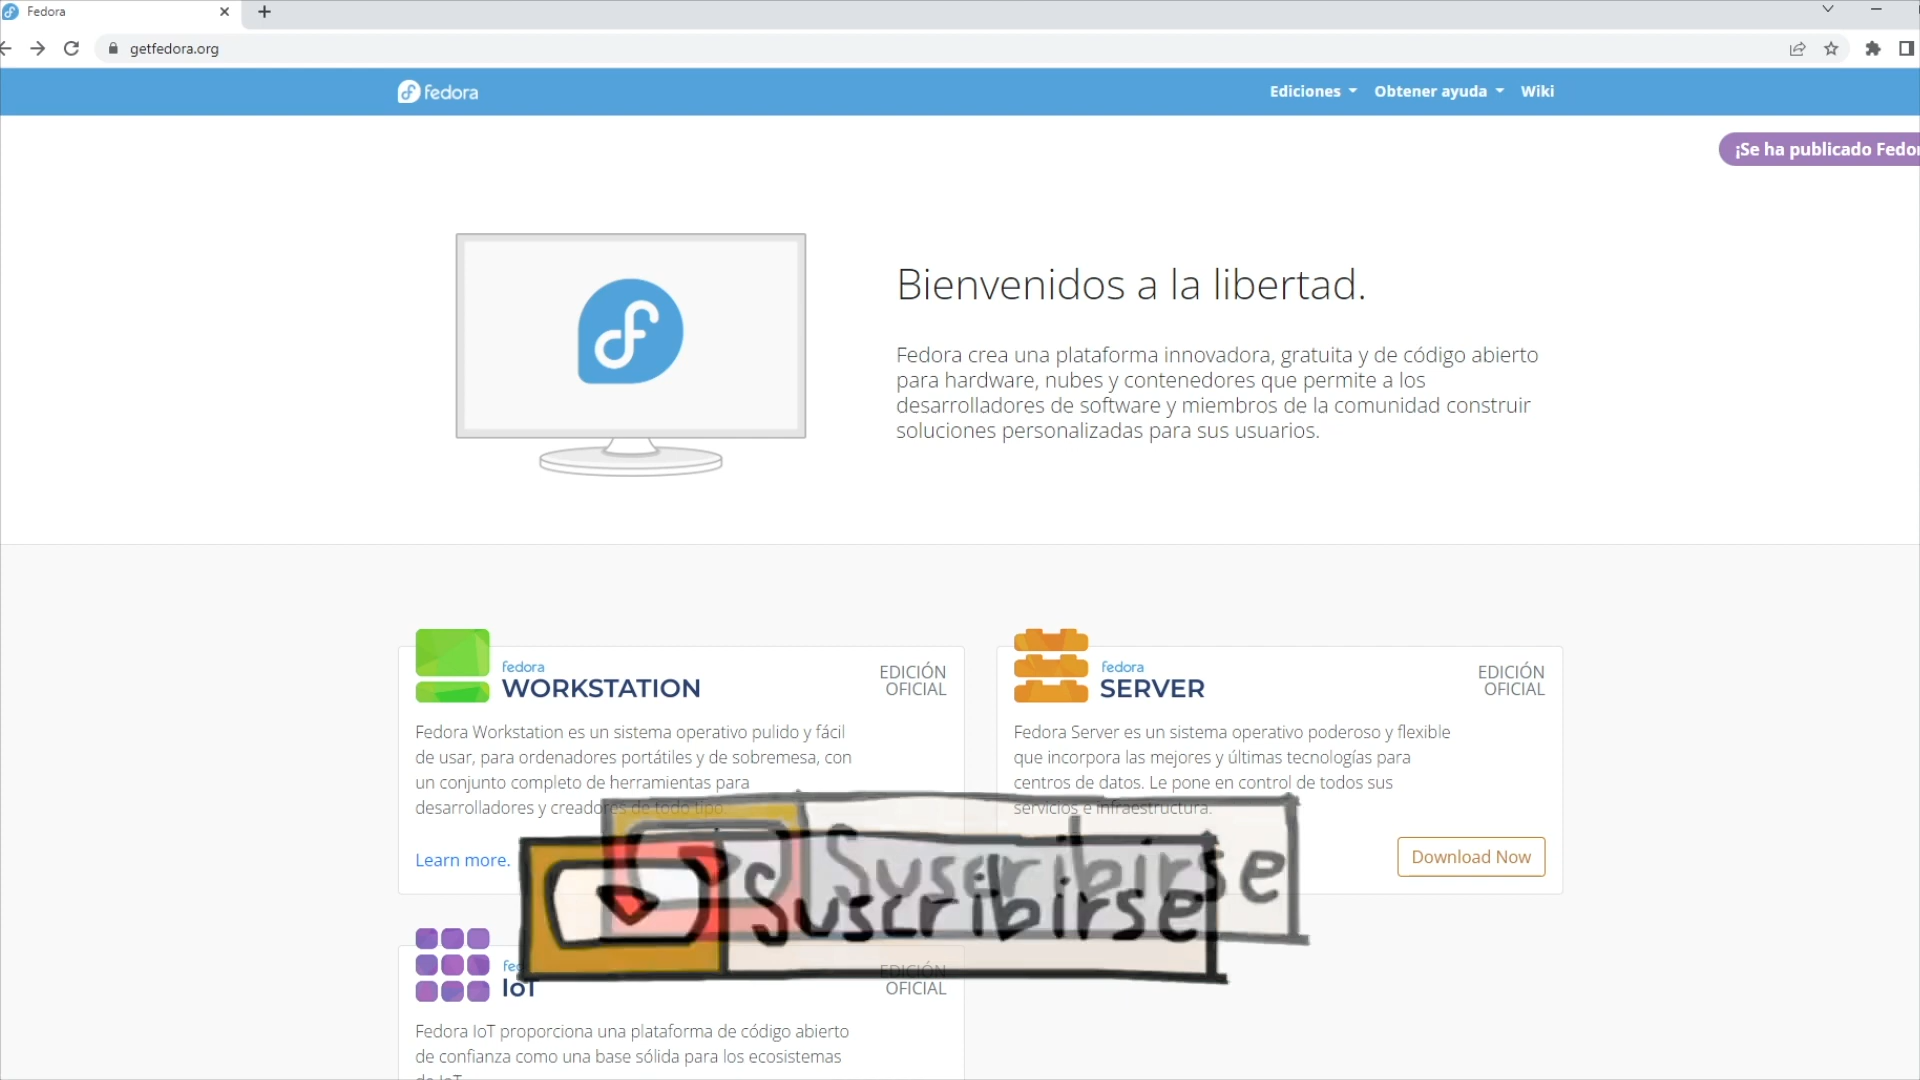 Fedora
getfedora.org
fedora
Ediciones
Obtener ayuda
Wiki
¡Se ha publicado Fedor
Bienvenidos a la libertad.
Fedora crea una plataforma innovadora, gratuita y de código abierto
para hardware, nubes y contenedores que permite a los
desarrolladores de software y miembros de la comunidad construir
soluciones personalizadas para sus usuarios.
fedora
WORKSTATION
EDICIÓN
OFICIAL
Fedora Workstation es un sistema operativo pulido y fácil
de usar, para ordenadores portátiles y de sobremesa, con
un conjunto completo de herramientas para
desarrolladores y creadores de todo tipo.
Learn more.
fedora
SERVER
EDICIÓN
OFICIAL
Fedora Server es un sistema operativo poderoso y flexible
que incorpora las mejores y últimas tecnologías para
centros de datos. Le pone en control de todos sus
servicios e infraestructura.
Download Now
Suscribirse
Suscribirse
fed
IoT
EDICIÓN
OFICIAL
Fedora IoT proporciona una plataforma de código abierto
de confianza como una base sólida para los ecosistemas
de IoT.